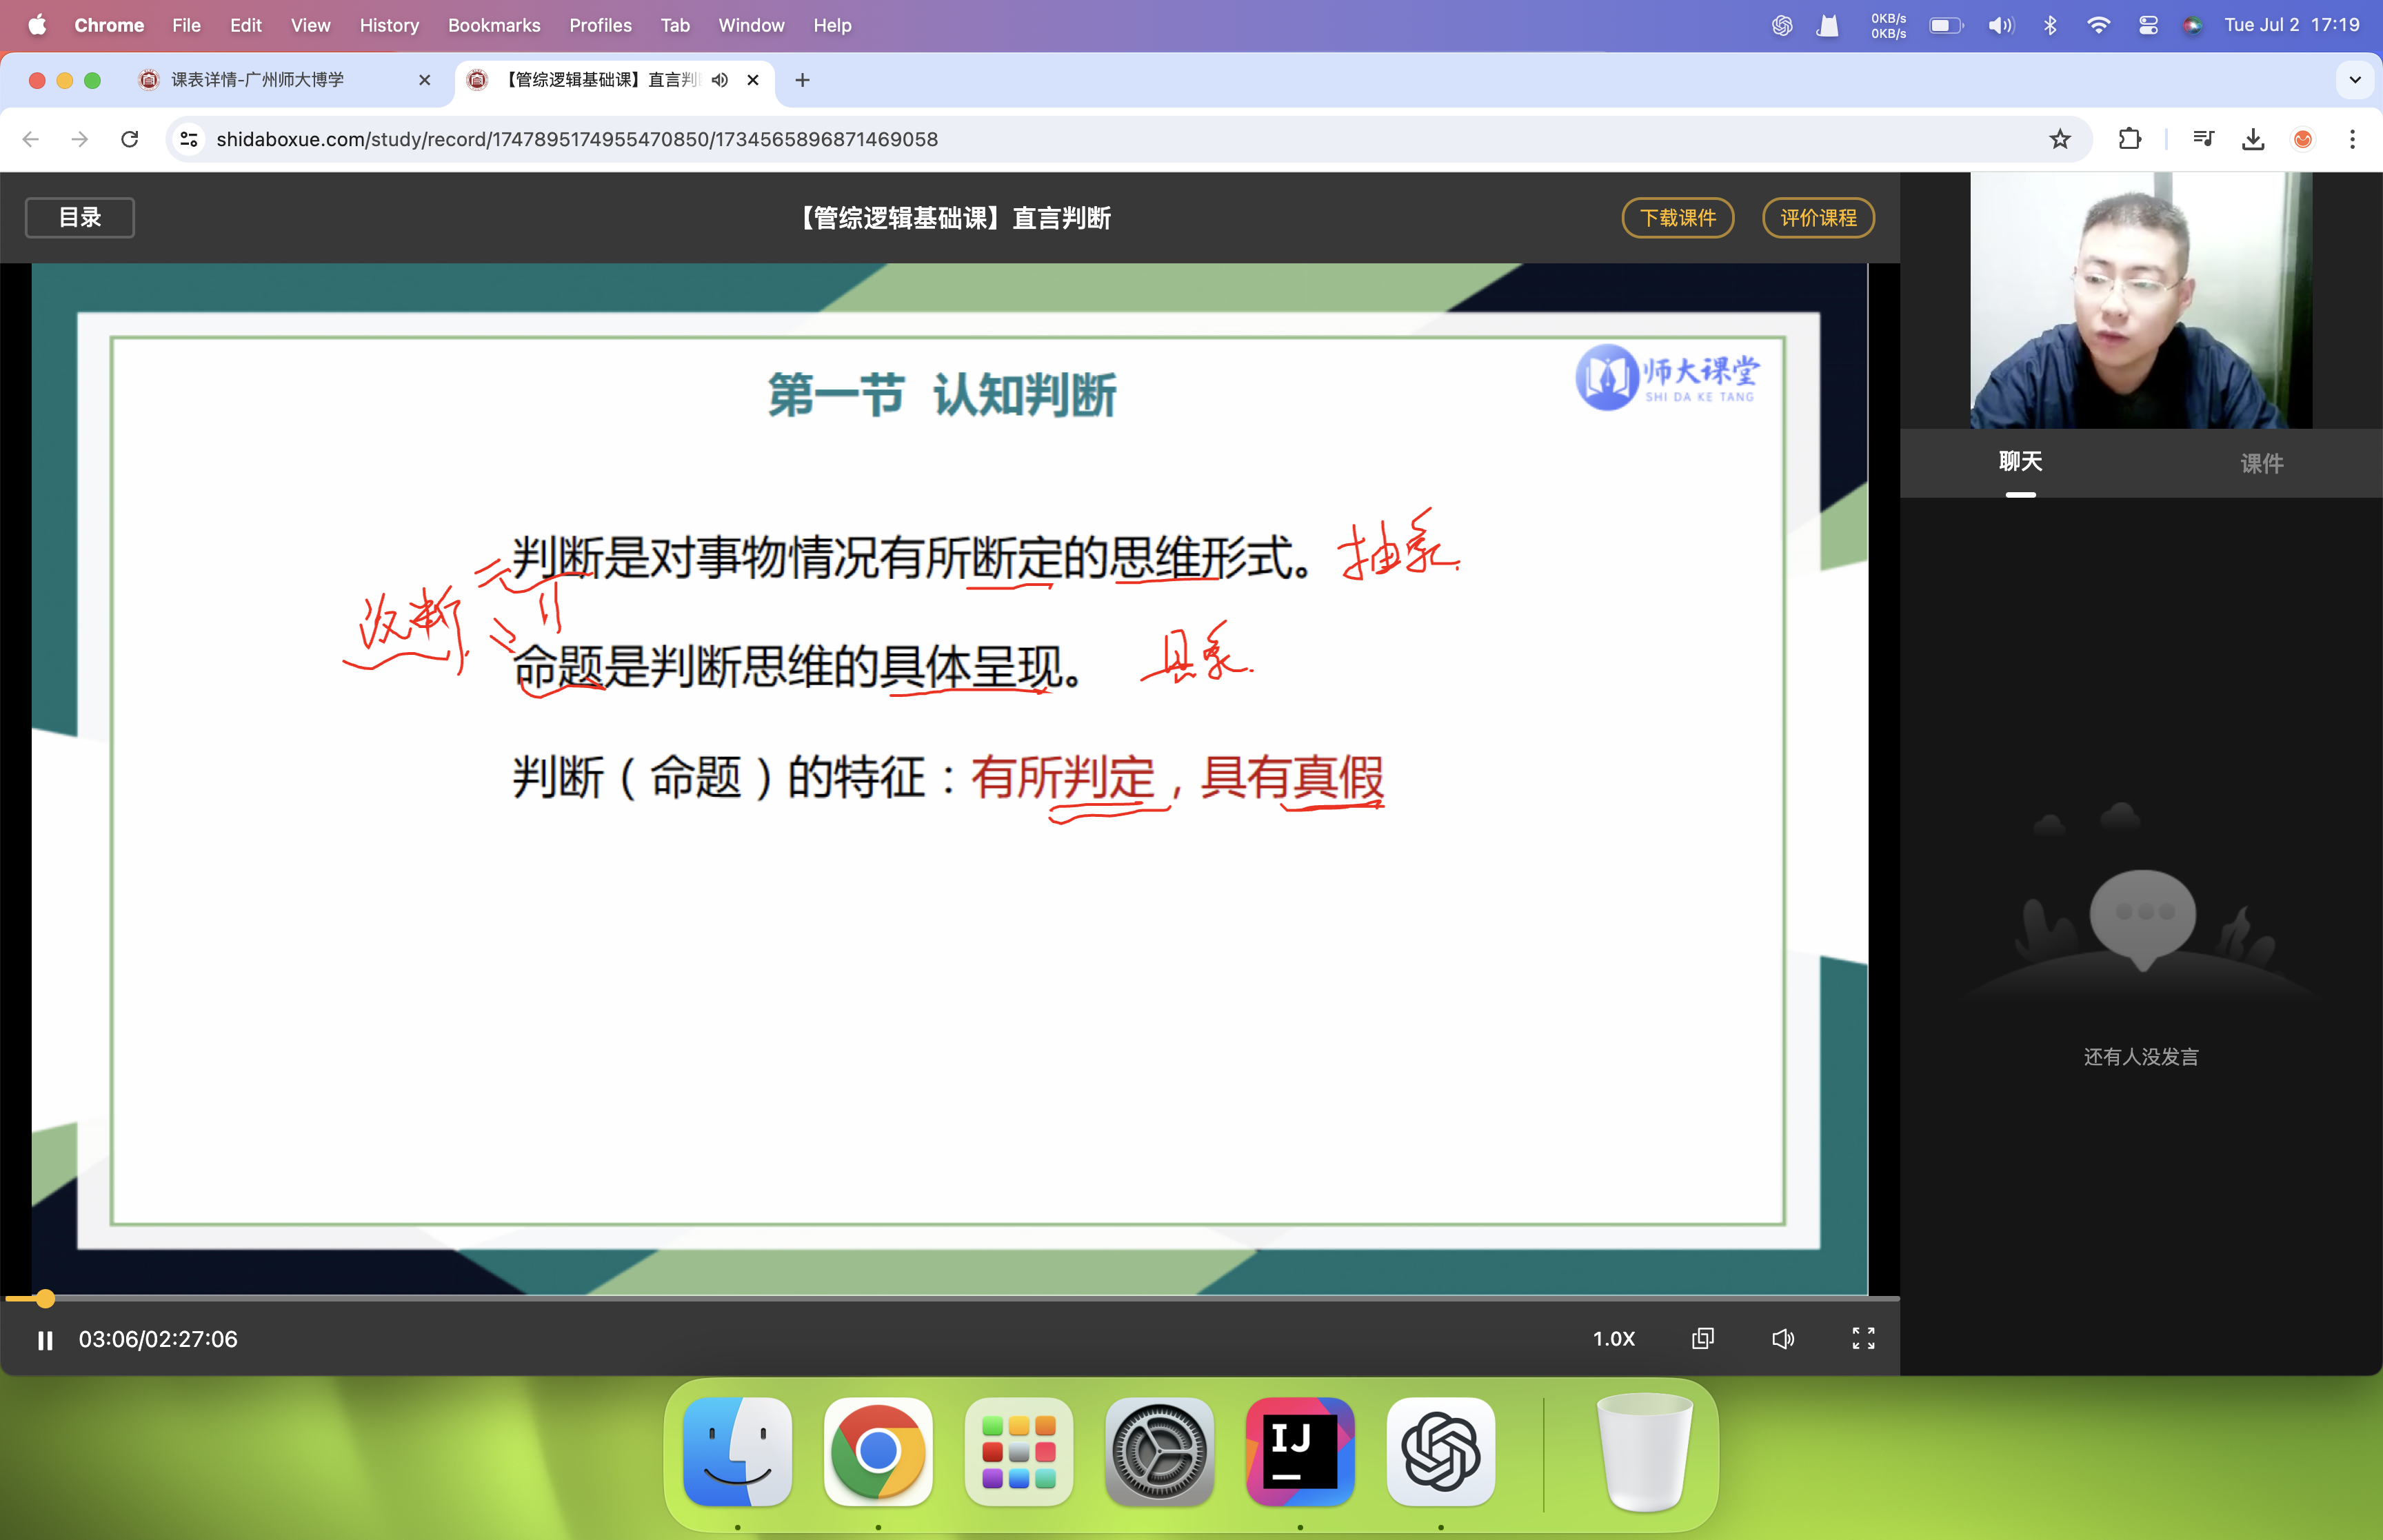 Chrome File Edit View History Bookmarks Profiles Tab Window Help 0KB/s 0KB/s Tue Jul 2 17:19
课表详情-广州师大博学 【管综逻辑基础课】直言判
shidaboxue.com/study/record/1747895174955470850/1734565896871469058
目录 【管综逻辑基础课】直言判断 下载课件 评价课程
第一节 认知判断
师大课堂
SHI DA KE TANG
聊天 课件
判断是对事物情况有所断定的思维形式。 抽象
命题是判断思维的具体呈现。 具象
判断（命题）的特征：有所判定，具有真假
还有人没发言
03:06/02:27:06 1.0X
IJ